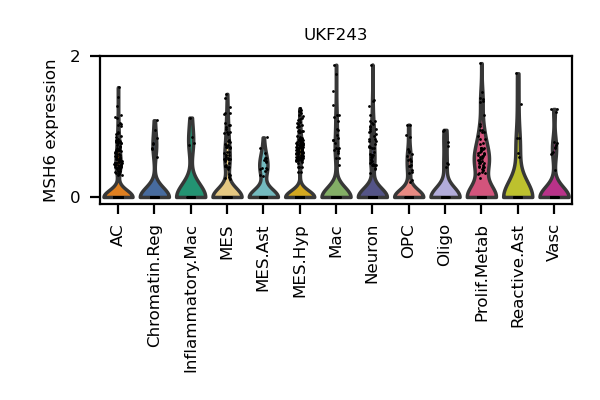 UKF243
MSH6 expression
2
0
AC
Chromatin.Reg
Inflammatory.Mac
MES
MES.Ast
MES.Hyp
Mac
Neuron
OPC
Oligo
Prolif.Metab
Reactive.Ast
Vasc